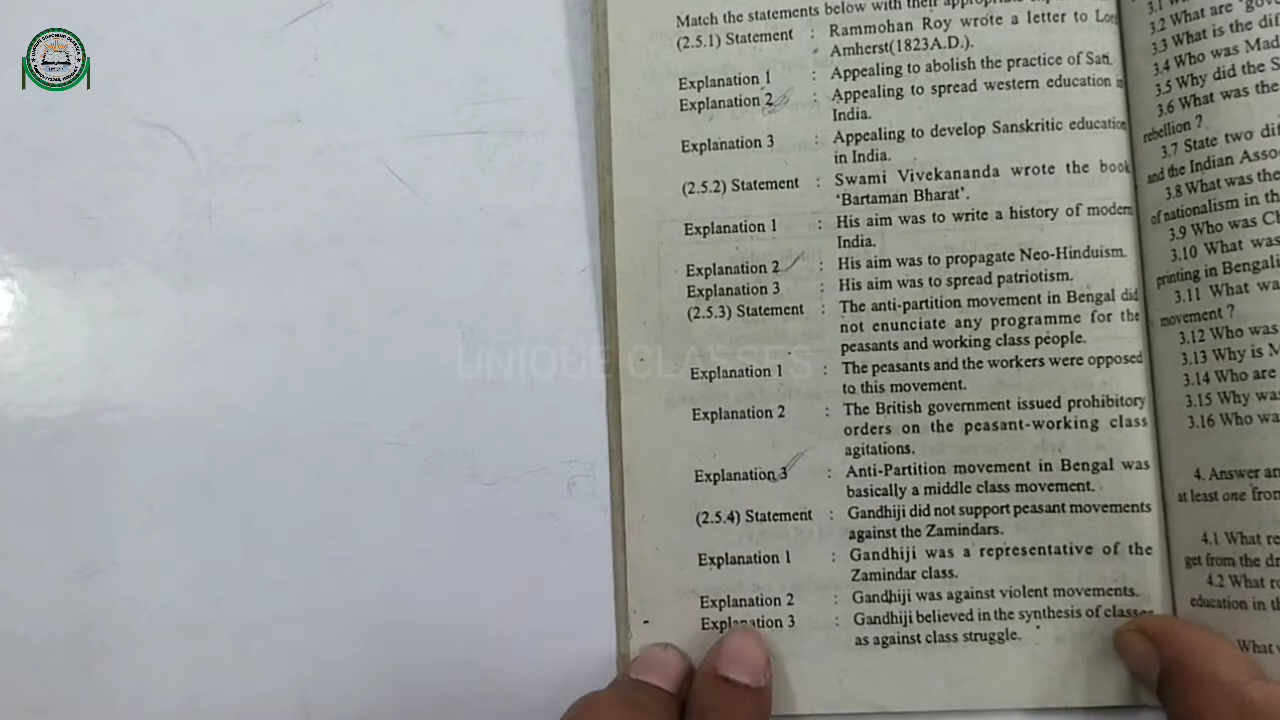 Match the statements below with their
(2.5.1) Statement : Rammohan Roy wrote a letter to Lord
Amherst(1823A.D.).
Explanation 1 : Appealing to abolish the practice of Sati.
Explanation 2 : Appealing to spread western education in
India.
Explanation 3 : Appealing to develop Sanskritic education
in India.
(2.5.2) Statement : Swami Vivekananda wrote the book
‘Bartaman Bharat’.
Explanation 1 : His aim was to write a history of modern
India.
Explanation 2 : His aim was to propagate Neo-Hinduism.
Explanation 3 : His aim was to spread patriotism.
(2.5.3) Statement : The anti-partition movement in Bengal did
not enunciate any programme for the
peasants and working class people.
Explanation 1 : The peasants and the workers were opposed
to this movement.
Explanation 2 : The British government issued prohibitory
orders on the peasant-working class
agitations.
Explanation 3 : Anti-Partition movement in Bengal was
basically a middle class movement.
(2.5.4) Statement : Gandhiji did not support peasant movements
against the Zamindars.
Explanation 1 : Gandhiji was a representative of the
Zamindar class.
Explanation 2 : Gandhiji was against violent movements.
Explanation 3 : Gandhiji believed in the synthesis of classes
as against class struggle.
3.1
3.2 What are
3.3 What is the
3.4 Who was
3.5 Why did the
3.6 What was the
rebellion ?
3.7 State two
and the Indian
3.8 What was the
of nationalism in
3.9 Who was
3.10 What was
printing in
3.11 What
movement ?
3.12 Who was
3.13 Why is
3.14 Who are
3.15 Why was
3.16 Who
4. Answer
at least one from
4.1 What
get from the
4.2 What
education in
What
UNIQUE CLASSES